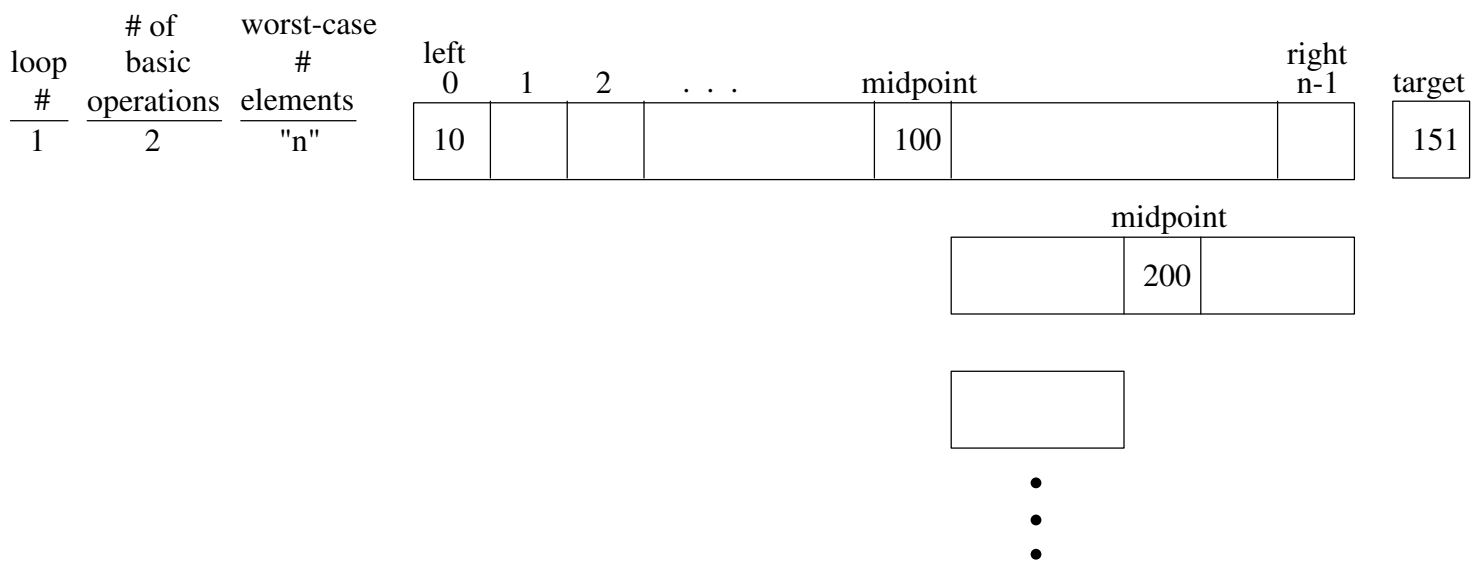 # of worst-case
loop basic # left right
# operations elements 0 1 2 . . . midpoint n-1 target
1 2 "n" 10 100 151
midpoint
200